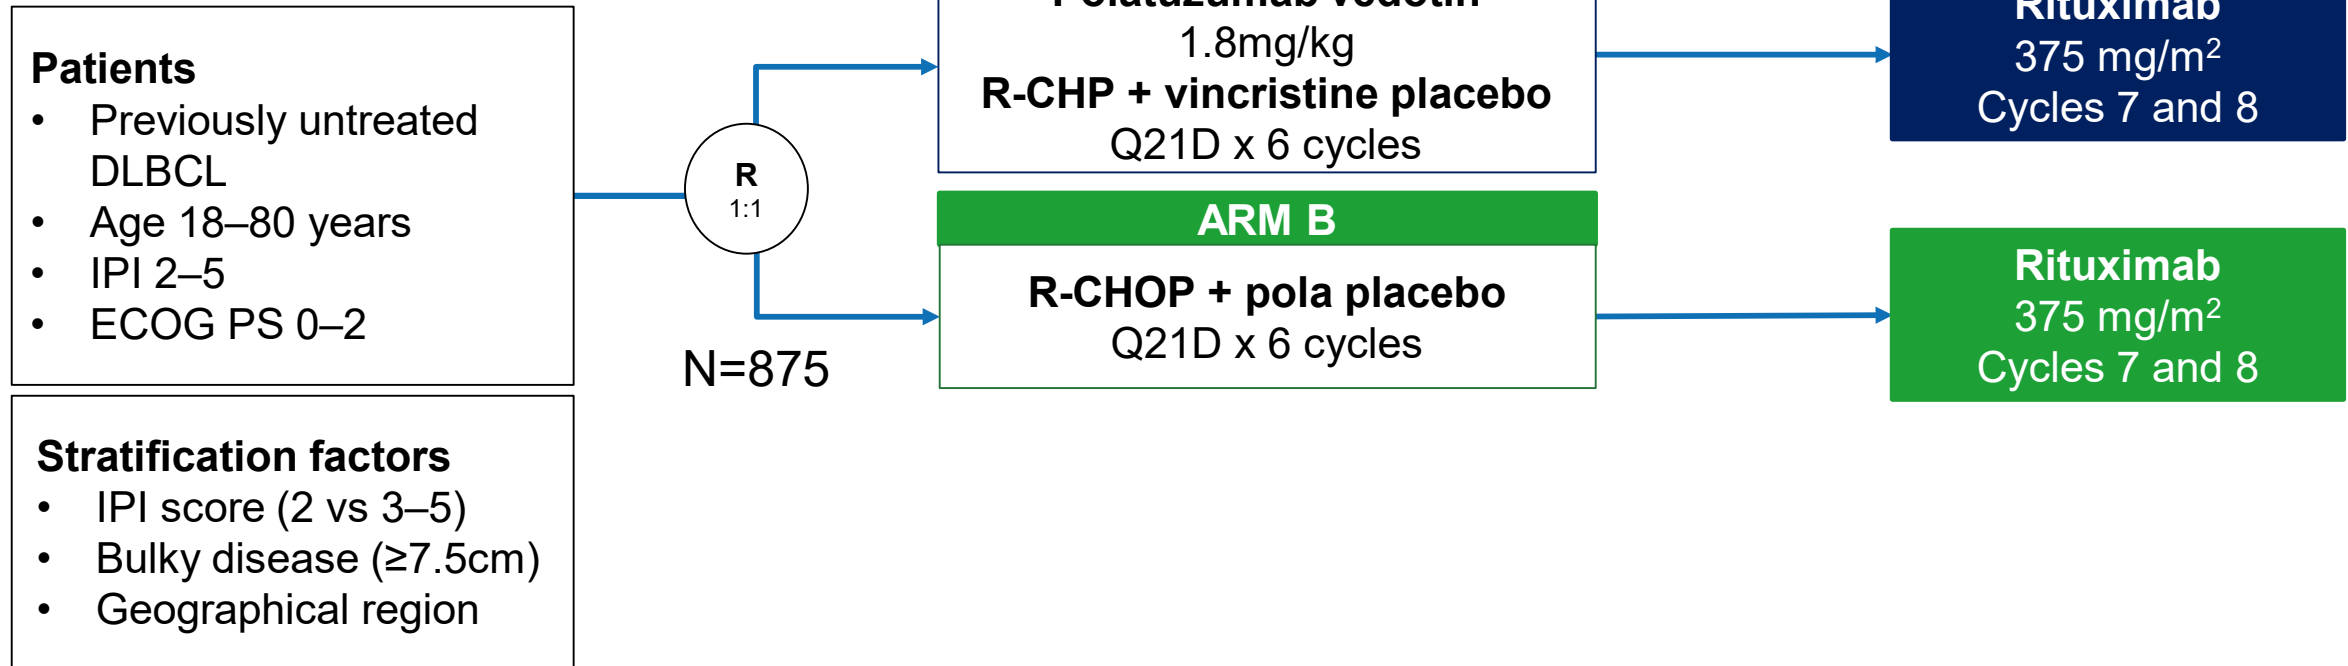 Patients
• Previously untreated
DLBCL
• Age 18–80 years
• IPI 2–5
• ECOG PS 0–2
Stratification factors
• IPI score (2 vs 3–5)
• Bulky disease (≥7.5cm)
• Geographical region
R
1:1
N=875
Polatuzumab vedotin
1.8mg/kg
R-CHP + vincristine placebo
Q21D x 6 cycles
ARM B
R-CHOP + pola placebo
Q21D x 6 cycles
Rituximab
375 mg/m²
Cycles 7 and 8
Rituximab
375 mg/m²
Cycles 7 and 8